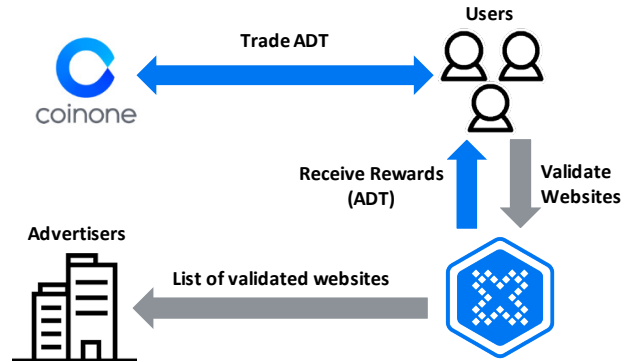 Users
Trade ADT
coinone
Receive Rewards
(ADT)
Validate
Websites
Advertisers
List of validated websites